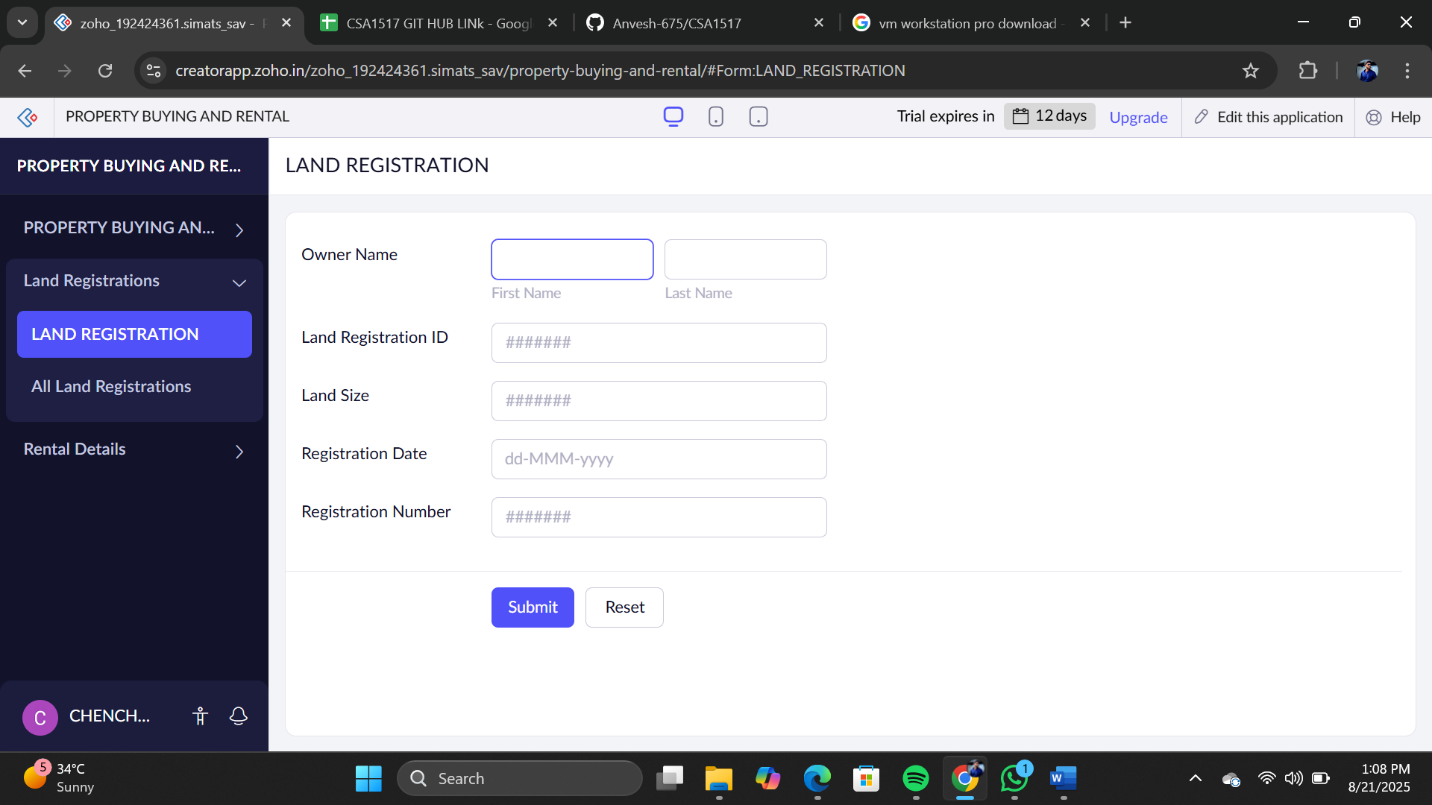 zoho_192424361.simats_sav -
CSA1517 GIT HUB LINk - Goog
Anvesh-675/CSA1517
vm workstation pro download -
creatorapp.zoho.in/zoho_192424361.simats_sav/property-buying-and-rental/#Form:LAND_REGISTRATION
PROPERTY BUYING AND RENTAL
Trial expires in 12 days Upgrade Edit this application Help
PROPERTY BUYING AND RE...
LAND REGISTRATION
PROPERTY BUYING AN...
Land Registrations
LAND REGISTRATION
All Land Registrations
Rental Details
Owner Name
First Name Last Name
Land Registration ID #######
Land Size #######
Registration Date dd-MMM-yyyy
Registration Number #######
Submit Reset
C CHENCH...
5
34°C
Sunny
Search
1
W
1:08 PM
8/21/2025